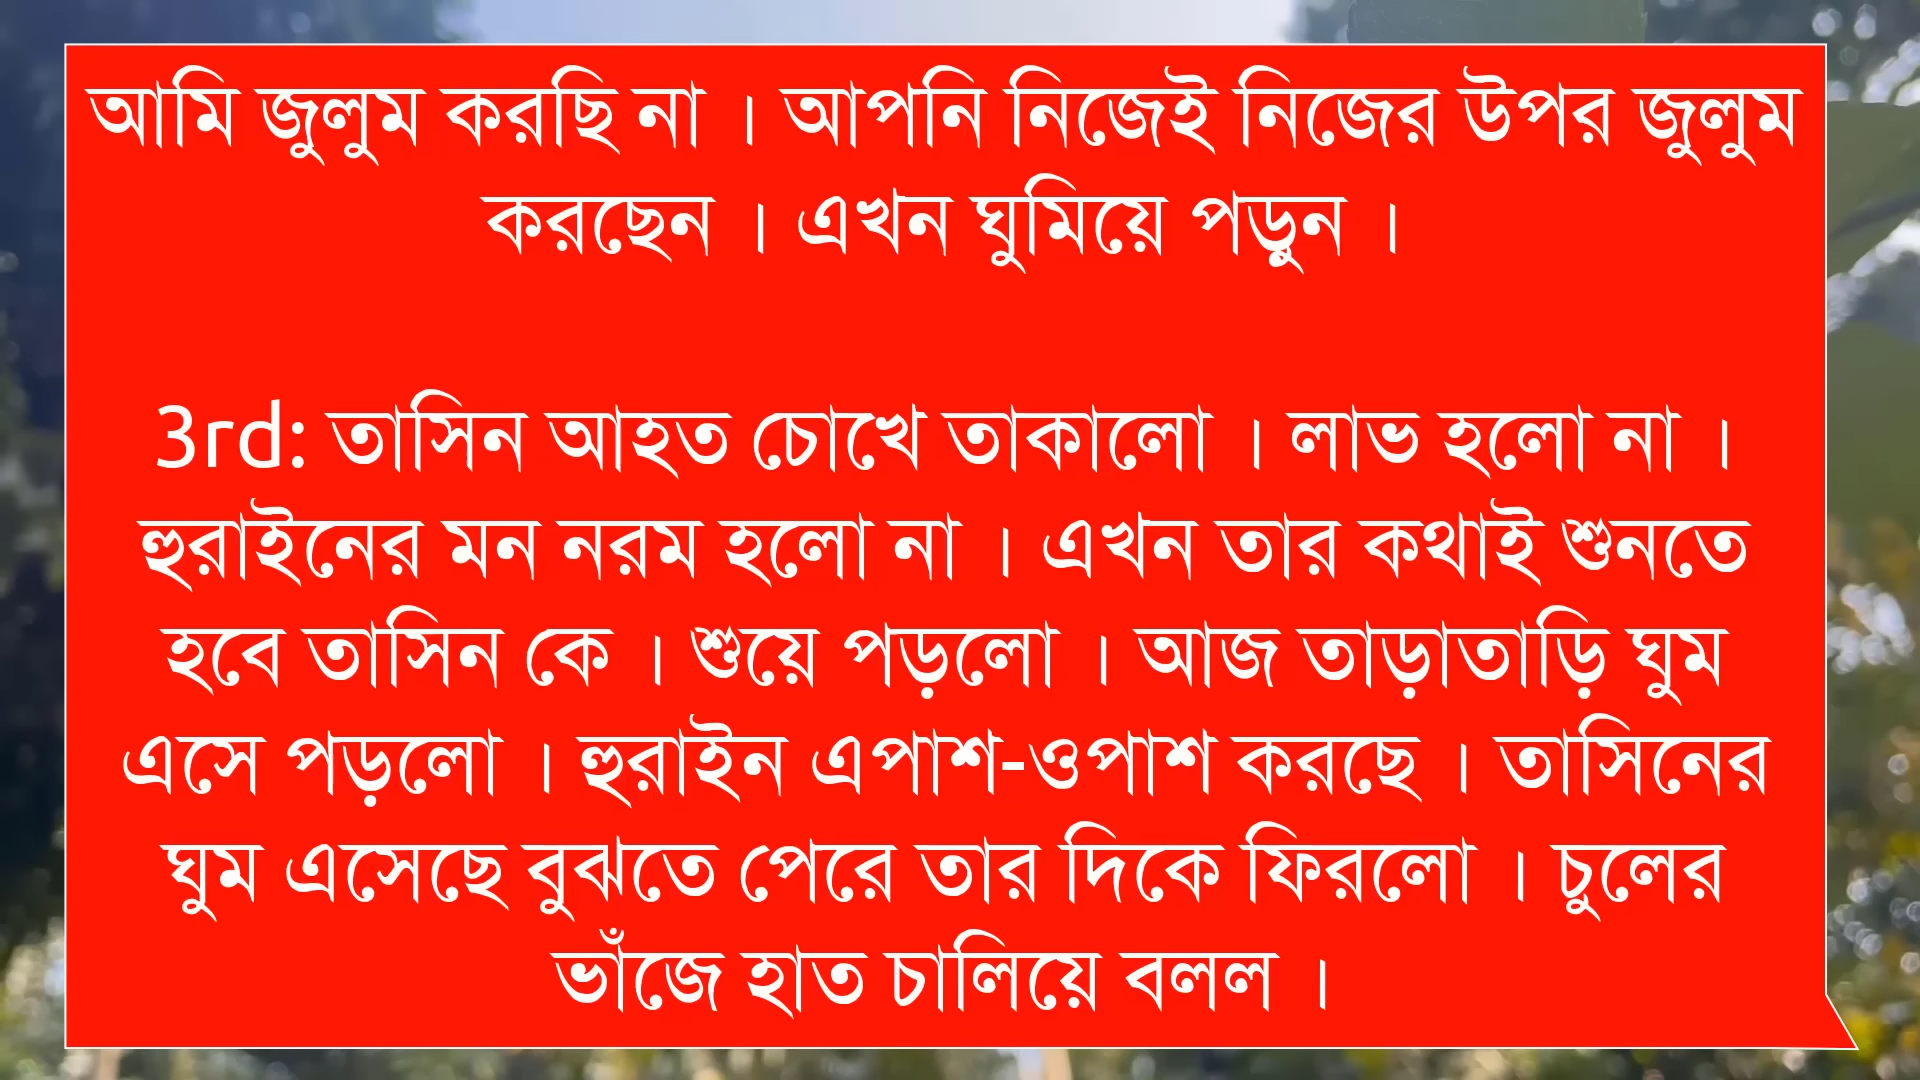 আমি জুলুম করছি না । আপনি নিজেই নিজের উপর জুলুম
করছেন । এখন ঘুমিয়ে পড়ুন ।
3rd: তাসিন আহত চোখে তাকালো । লাভ হলো না ।
হুরাইনের মন নরম হলো না । এখন তার কথাই শুনতে
হবে তাসিন কে । শুয়ে পড়লো । আজ তাড়াতাড়ি ঘুম
এসে পড়লো । হুরাইন এপাশ-ওপাশ করছে । তাসিনের
ঘুম এসেছে বুঝতে পেরে তার দিকে ফিরলো । চুলের
ভাঁজে হাত চালিয়ে বলল ।